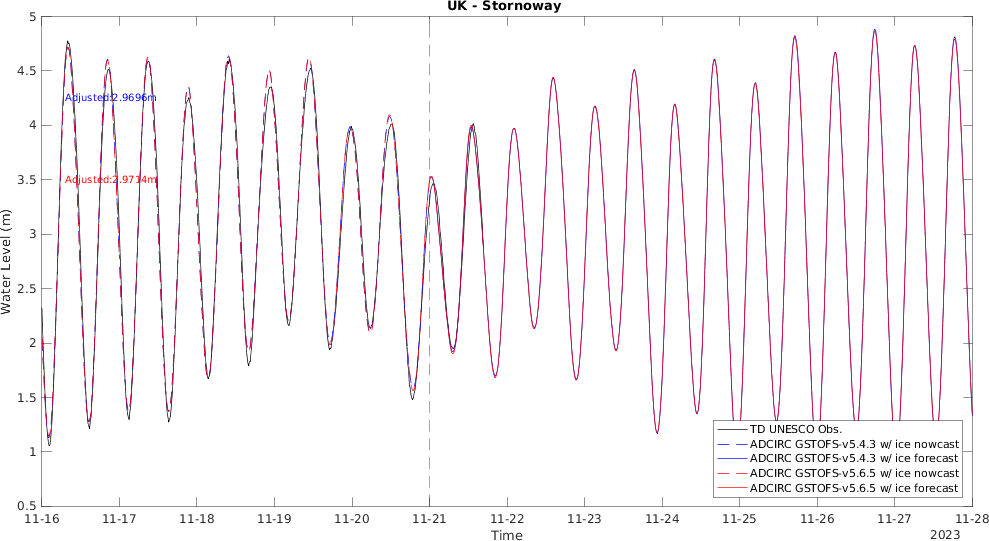 UK - Stornoway
5
4.5
4
3.5
3
2.5
2
1.5
1
0.5
Water Level (m)
Adjusted:2.9696m
Adjusted:2.9714m
TD UNESCO Obs.
ADCIRC GSTOFS-v5.4.3 w/ ice nowcast
ADCIRC GSTOFS-v5.4.3 w/ ice forecast
ADCIRC GSTOFS-v5.6.5 w/ ice nowcast
ADCIRC GSTOFS-v5.6.5 w/ ice forecast
11-16 11-17 11-18 11-19 11-20 11-21 11-22 11-23 11-24 11-25 11-26 11-27 11-28
Time
2023